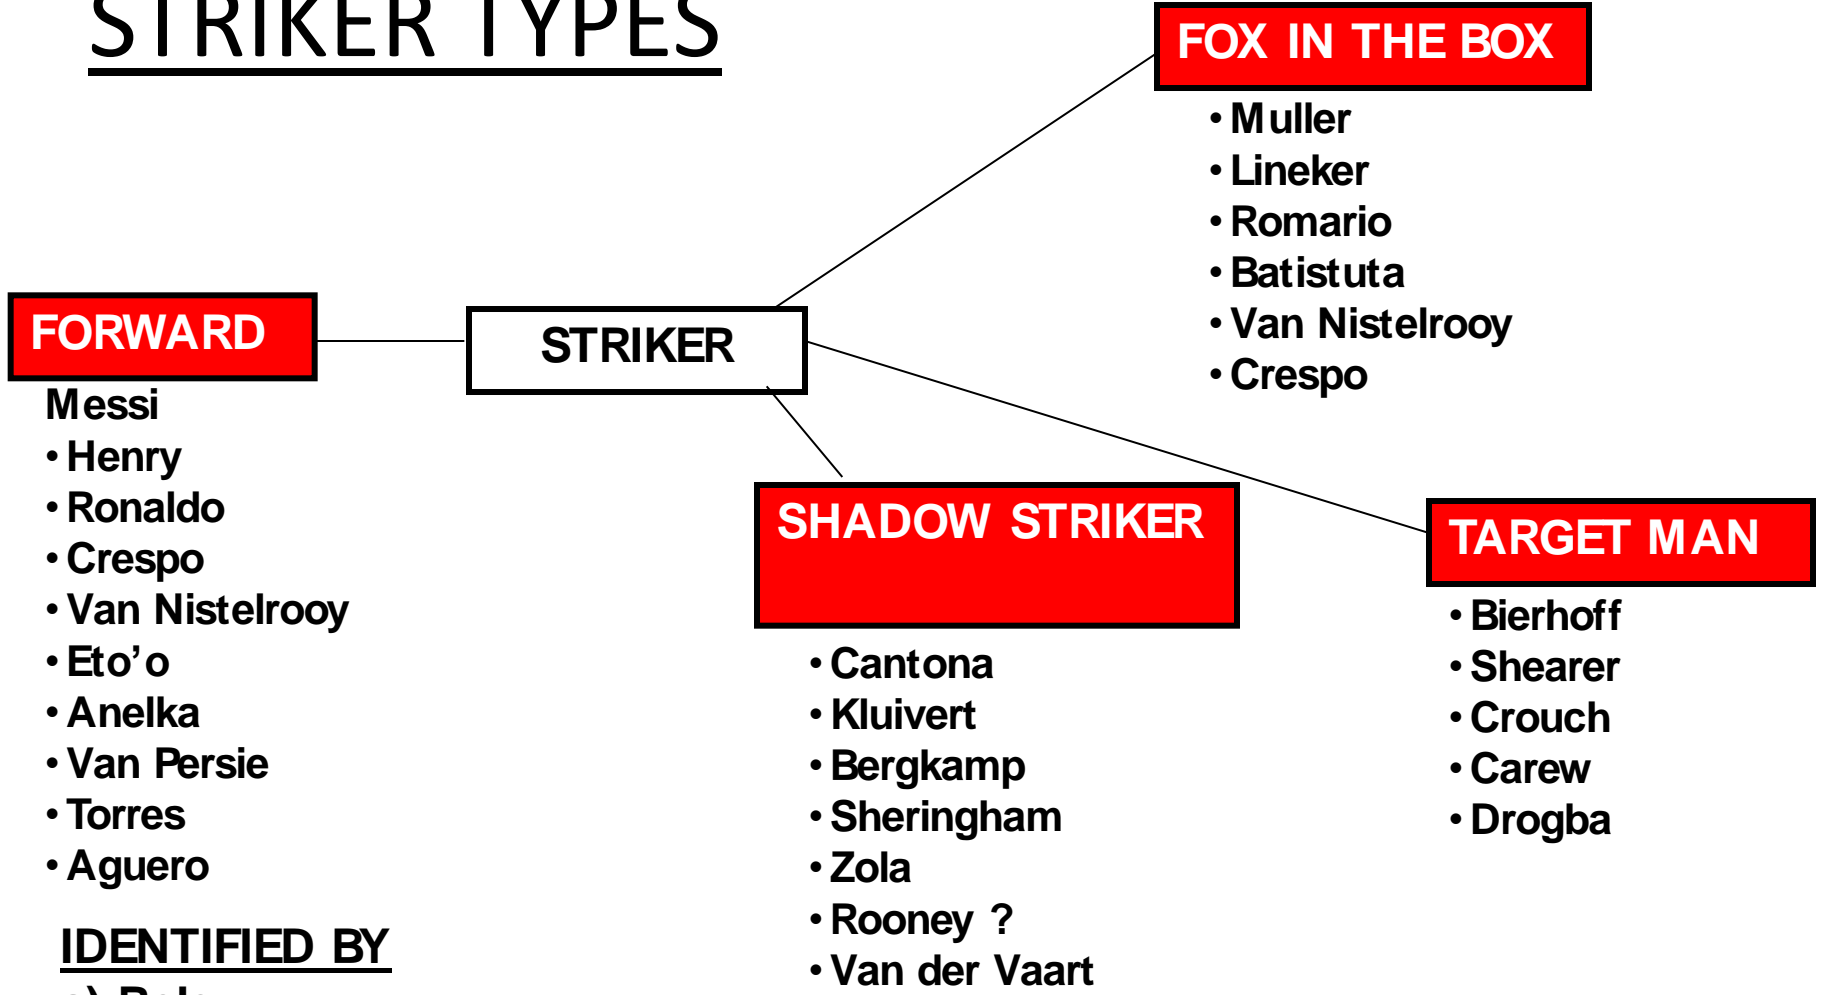 STRIKER TYPES
FOX IN THE BOX
• Muller
• Lineker
• Romario
• Batistuta
• Van Nistelrooy
• Crespo
FORWARD
Messi
• Henry
• Ronaldo
• Crespo
• Van Nistelrooy
• Eto’o
• Anelka
• Van Persie
• Torres
• Aguero
STRIKER
SHADOW STRIKER
• Cantona
• Kluivert
• Bergkamp
• Sheringham
• Zola
• Rooney ?
• Van der Vaart
TARGET MAN
• Bierhoff
• Shearer
• Crouch
• Carew
• Drogba
IDENTIFIED BY